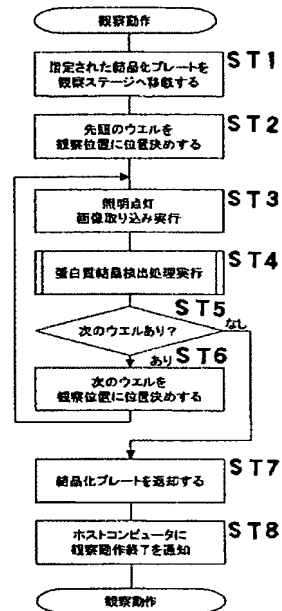 観察動作
指定された結晶化プレートを
観察ステージへ移載する
ST1
先頭のウエルを
観察位置に位置決めする
ST2
照明点灯
画像取り込み実行
ST3
蛋白質結晶検出処理実行
ST4
次のウエルあり?
ST5
なし
あり
次のウエルを
観察位置に位置決めする
ST6
結晶化プレートを返却する
ST7
ホストコンピュータに
観察動作終了を通知
ST8
観察動作